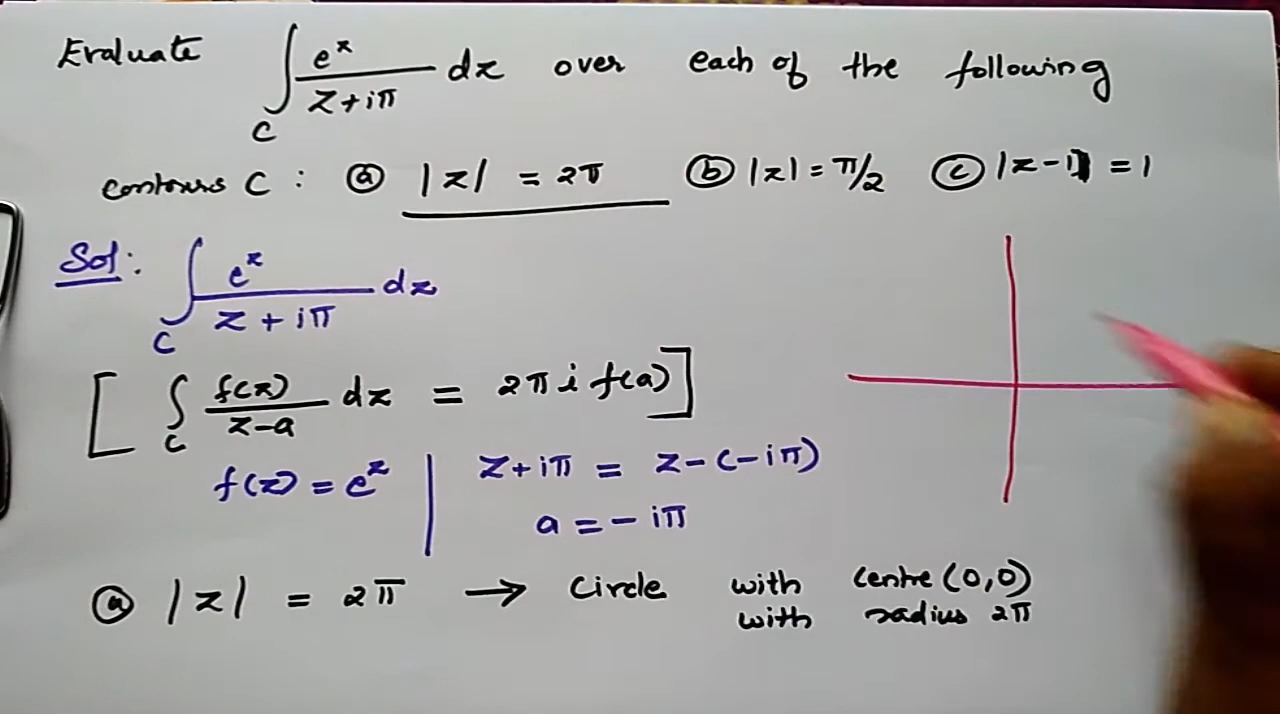 Evaluate ∫_C e^z/(z+iπ) dz over each of the following
contours C : ⓐ |z| = 2π ⓑ |z| = π/2 ⓒ |z-1| = 1
Sol: ∫_C e^z/(z+iπ) dz
[ ∫_C f(z)/(z-a) dz = 2πi f(a) ]
f(z) = e^z | z+iπ = z-(-iπ)
a = -iπ
ⓐ |z| = 2π → Circle with centre (0,0)
with radius 2π